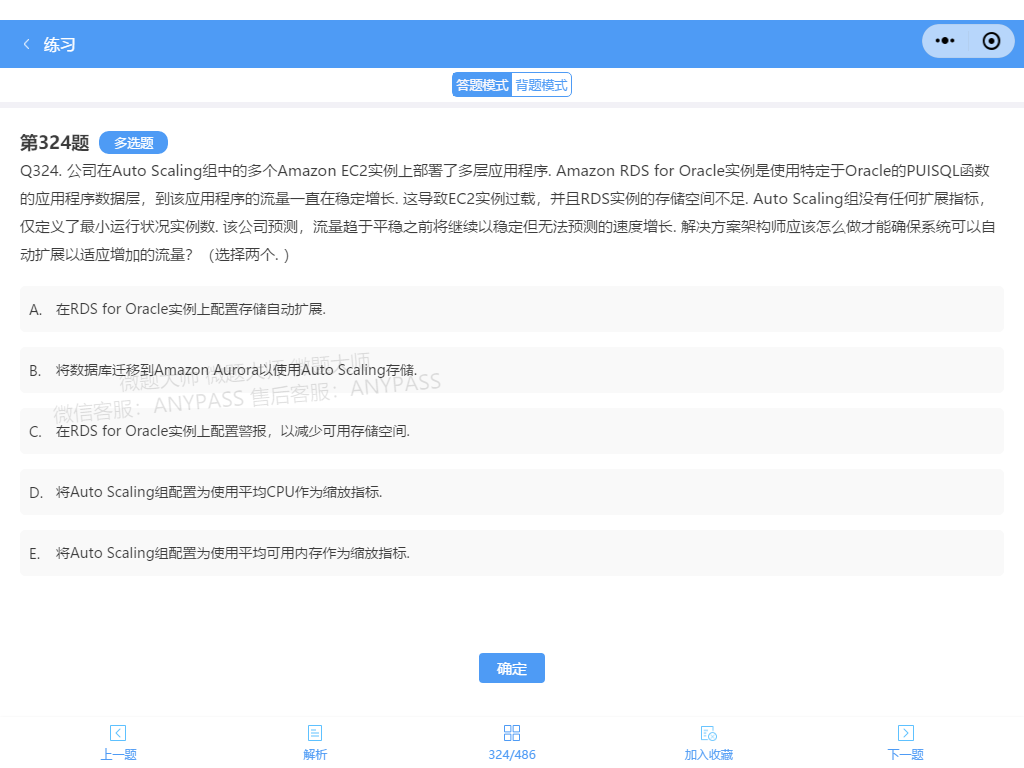 练习
答题模式 背题模式
第324题 多选题
Q324. 公司在Auto Scaling组中的多个Amazon EC2实例上部署了多层应用程序. Amazon RDS for Oracle实例是使用特定于Oracle的PUISQL函数
的应用程序数据层，到该应用程序的流量一直在稳定增长. 这导致EC2实例过载，并且RDS实例的存储空间不足. Auto Scaling组没有任何扩展指标，
仅定义了最小运行状况实例数. 该公司预测，流量趋于平稳之前将继续以稳定但无法预测的速度增长. 解决方案架构师应该怎么做才能确保系统可以自
动扩展以适应增加的流量？（选择两个. ）
A. 在RDS for Oracle实例上配置存储自动扩展.
B. 将数据库迁移到Amazon Aurora以使用Auto Scaling存储.
微题大师 微题大师 微题大师
微信客服：ANYPASS 售后客服：ANYPASS
C. 在RDS for Oracle实例上配置警报，以减少可用存储空间.
D. 将Auto Scaling组配置为使用平均CPU作为缩放指标.
E. 将Auto Scaling组配置为使用平均可用内存作为缩放指标.
确定
上一题 解析 324/486 加入收藏 下一题